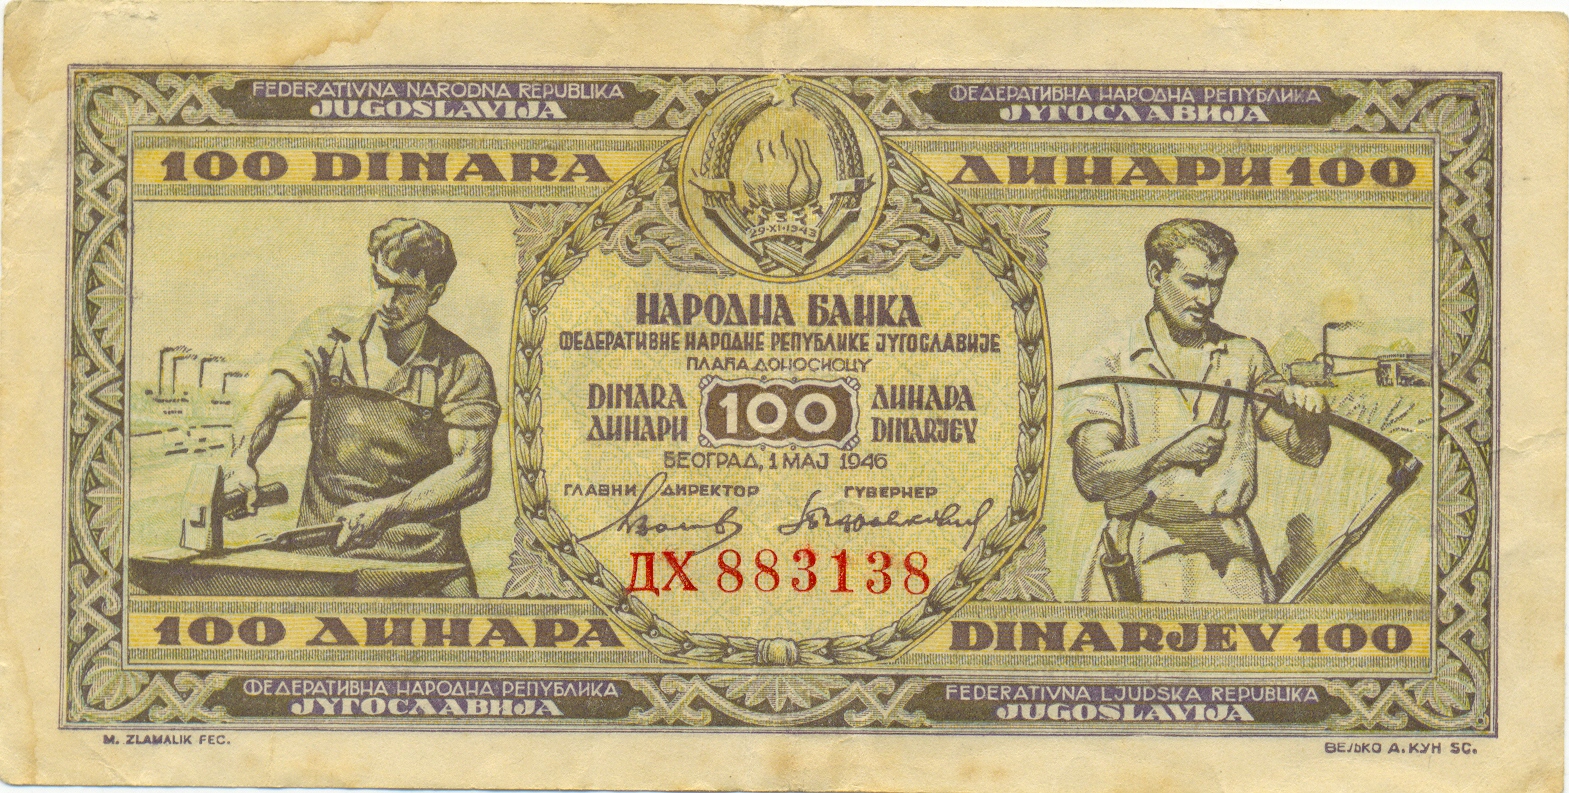 FEDERATIVNA NARODNA REPUBLIKA
JUGOSLAVIJA
ФЕДЕРАТИВНА НАРОДНА РЕПУБЛИКА
ЈУГОСЛАВИЈА
100 DINARA
ДИНАРИ 100
29·XI·1943
НАРОДНА БАНКА
ФЕДЕРАТИВНЕ НАРОДНЕ РЕПУБЛИКЕ ЈУГОСЛАВИЈЕ
ПЛАЋА ДОНОСИОЦУ
DINARA 100 ДИНАРА
ДИНАРИ DINARJEV
БЕОГРАД, 1 МАЈ 1946
ГЛАВНИ ДИРЕКТОР ГУВЕРНЕР
ДХ 883138
100 ДИНАРА
DINARJEV 100
ФЕДЕРАТИВНА НАРОДНА РЕПУБЛИКА
ЈУГОСЛАВИЈА
FEDERATIVNA LJUDSKA REPUBLIKA
JUGOSLAVIJA
M. ZLAMALIK FEC.
ВЕЉКО А. КУН SC.